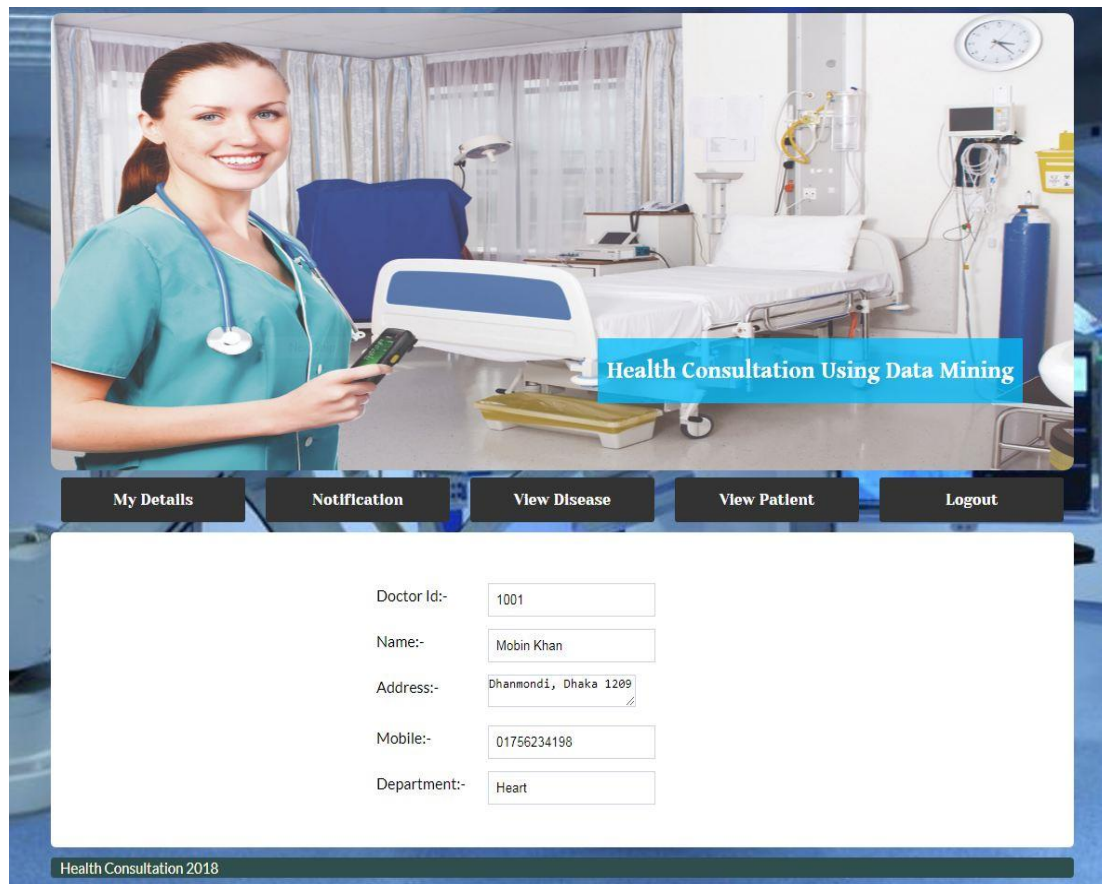 Health Consultation Using Data Mining
My Details Notification View Disease View Patient Logout
Doctor Id:- 1001
Name:- Mobin Khan
Address:- Dhanmondi, Dhaka 1209
Mobile:- 01756234198
Department:- Heart
Health Consultation 2018